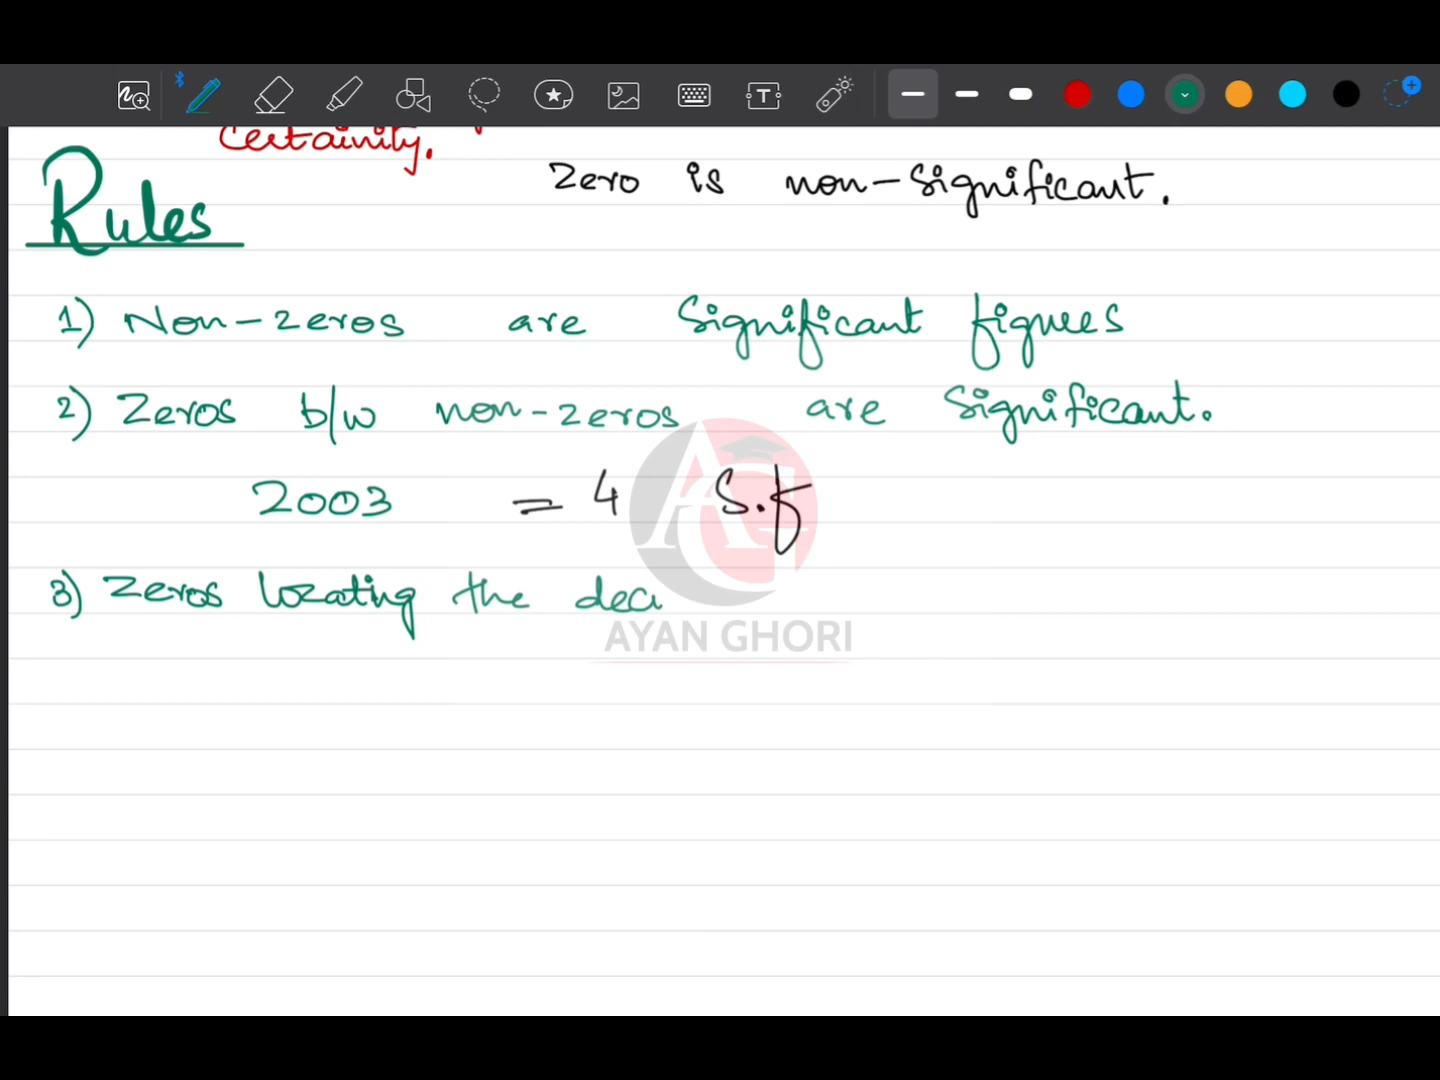 certainity.
Zero is non-significant.
Rules
1) Non-zeros are significant figures
2) Zeros b/w non-zeros are significant.
2003 = 4 S.f
3) Zeros locating the deci
AG
AYAN GHORI